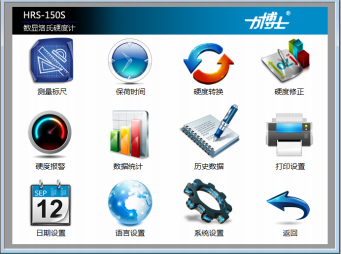 HRS-150S
数显洛氏硬度计
力博士®
测量标尺
保荷时间
硬度转换
硬度修正
硬度报警
数据统计
历史数据
打印设置
SEP
12
日期设置
语言设置
系统设置
返回